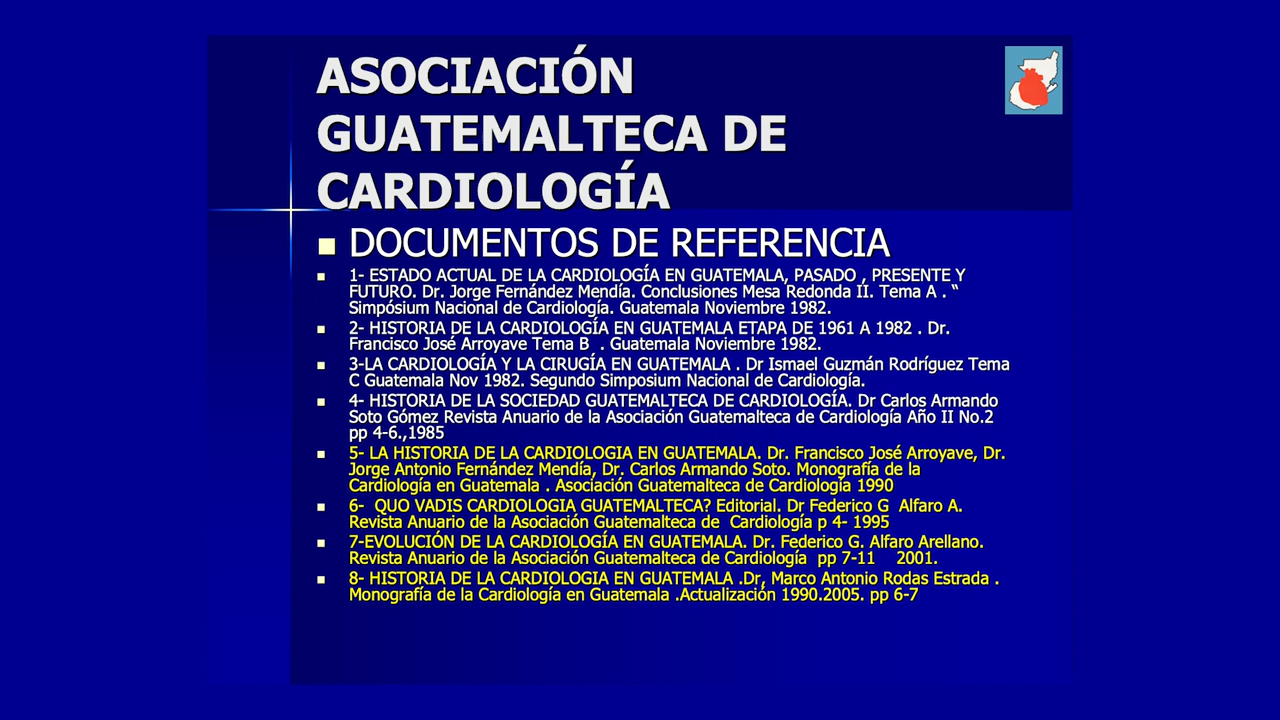 ASOCIACIÓN
GUATEMALTECA DE
CARDIOLOGÍA
DOCUMENTOS DE REFERENCIA
1- ESTADO ACTUAL DE LA CARDIOLOGÍA EN GUATEMALA, PASADO , PRESENTE Y
FUTURO. Dr. Jorge Fernández Mendía. Conclusiones Mesa Redonda II. Tema A . “
Simpósium Nacional de Cardiología. Guatemala Noviembre 1982.
2- HISTORIA DE LA CARDIOLOGÍA EN GUATEMALA ETAPA DE 1961 A 1982 . Dr.
Francisco José Arroyave Tema B . Guatemala Noviembre 1982.
3-LA CARDIOLOGÍA Y LA CIRUGÍA EN GUATEMALA . Dr Ismael Guzmán Rodríguez Tema
C Guatemala Nov 1982. Segundo Simposium Nacional de Cardiología.
4- HISTORIA DE LA SOCIEDAD GUATEMALTECA DE CARDIOLOGÍA. Dr Carlos Armando
Soto Gómez Revista Anuario de la Asociación Guatemalteca de Cardiología Año II No.2
pp 4-6.,1985
5- LA HISTORIA DE LA CARDIOLOGIA EN GUATEMALA. Dr. Francisco José Arroyave, Dr.
Jorge Antonio Fernández Mendía, Dr. Carlos Armando Soto. Monografía de la
Cardiología en Guatemala . Asociación Guatemalteca de Cardiología 1990
6- QUO VADIS CARDIOLOGIA GUATEMALTECA? Editorial. Dr Federico G Alfaro A.
Revista Anuario de la Asociación Guatemalteca de Cardiología p 4- 1995
7-EVOLUCIÓN DE LA CARDIOLOGÍA EN GUATEMALA. Dr. Federico G. Alfaro Arellano.
Revista Anuario de la Asociación Guatemalteca de Cardiología pp 7-11 2001.
8- HISTORIA DE LA CARDIOLOGIA EN GUATEMALA .Dr, Marco Antonio Rodas Estrada .
Monografía de la Cardiología en Guatemala .Actualización 1990.2005. pp 6-7